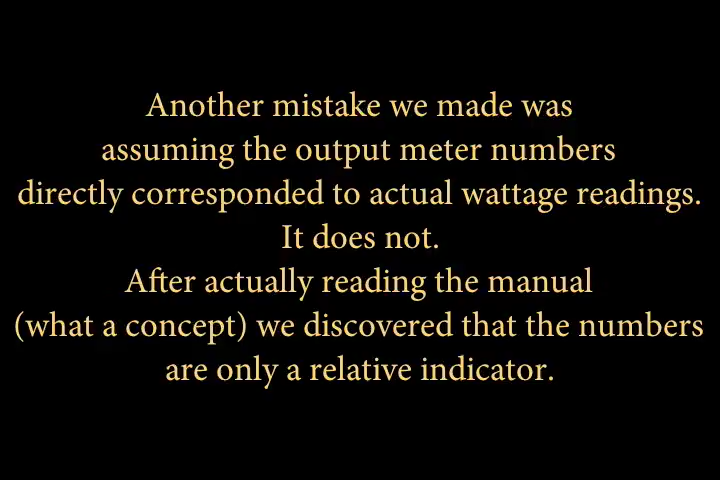 Another mistake we made was
assuming the output meter numbers
directly corresponded to actual wattage readings.
It does not.
After actually reading the manual
(what a concept) we discovered that the numbers
are only a relative indicator.